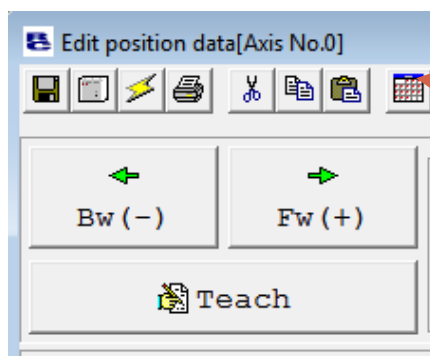 Edit position data[Axis No.0]
Bw(-) Fw(+)
Teach